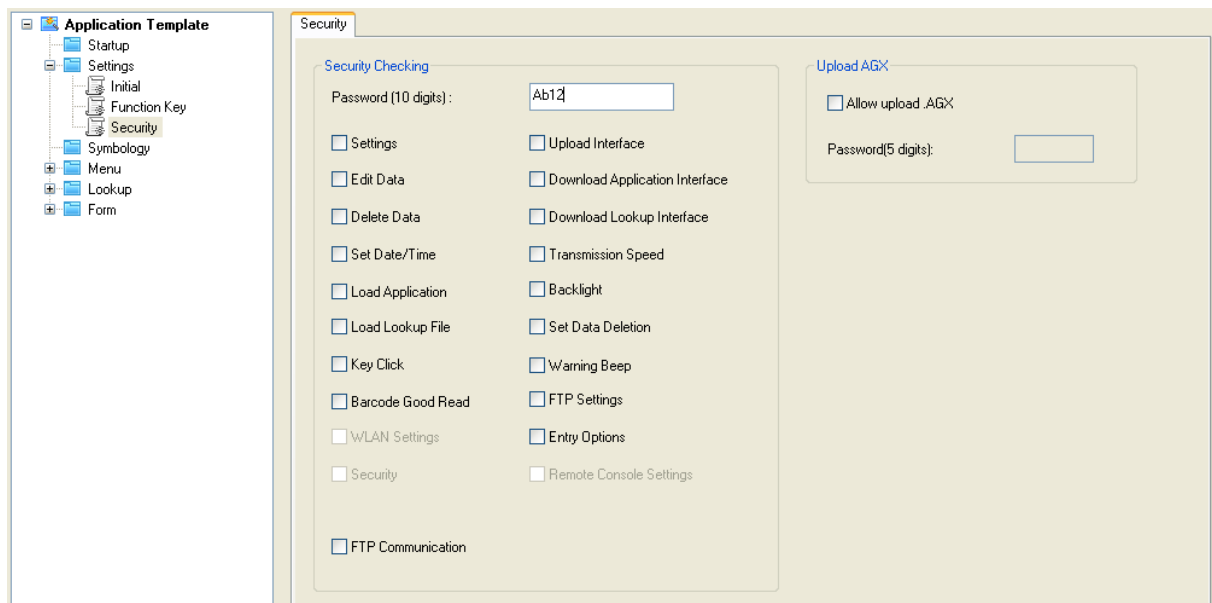 Application Template
Startup
Settings
Initial
Function Key
Security
Symbology
Menu
Lookup
Form
Security
Security Checking
Password (10 digits) : Ab12
Settings Upload Interface
Edit Data Download Application Interface
Delete Data Download Lookup Interface
Set Date/Time Transmission Speed
Load Application Backlight
Load Lookup File Set Data Deletion
Key Click Warning Beep
Barcode Good Read FTP Settings
WLAN Settings Entry Options
Security Remote Console Settings
FTP Communication
Upload AGX
Allow upload .AGX
Password(5 digits):